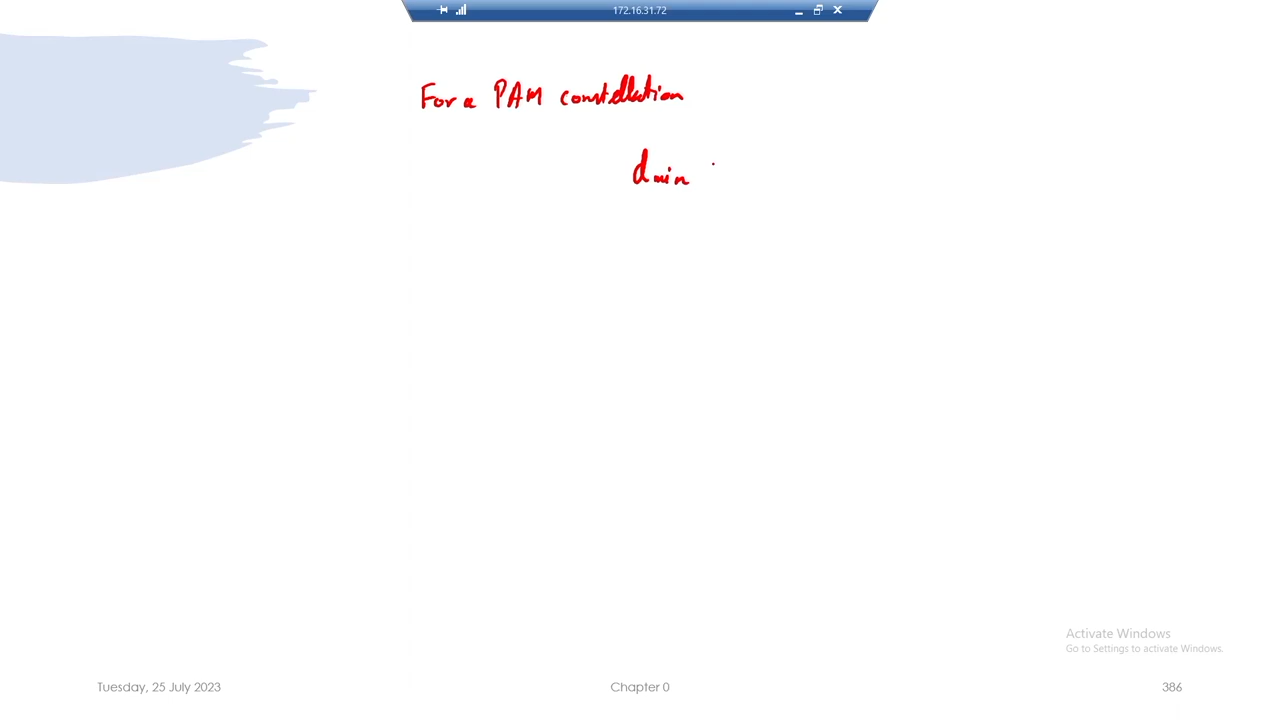 172.16.31.72
For a PAM constellation
dmin
Activate Windows
Go to Settings to activate Windows.
Tuesday, 25 July 2023
Chapter 0
386